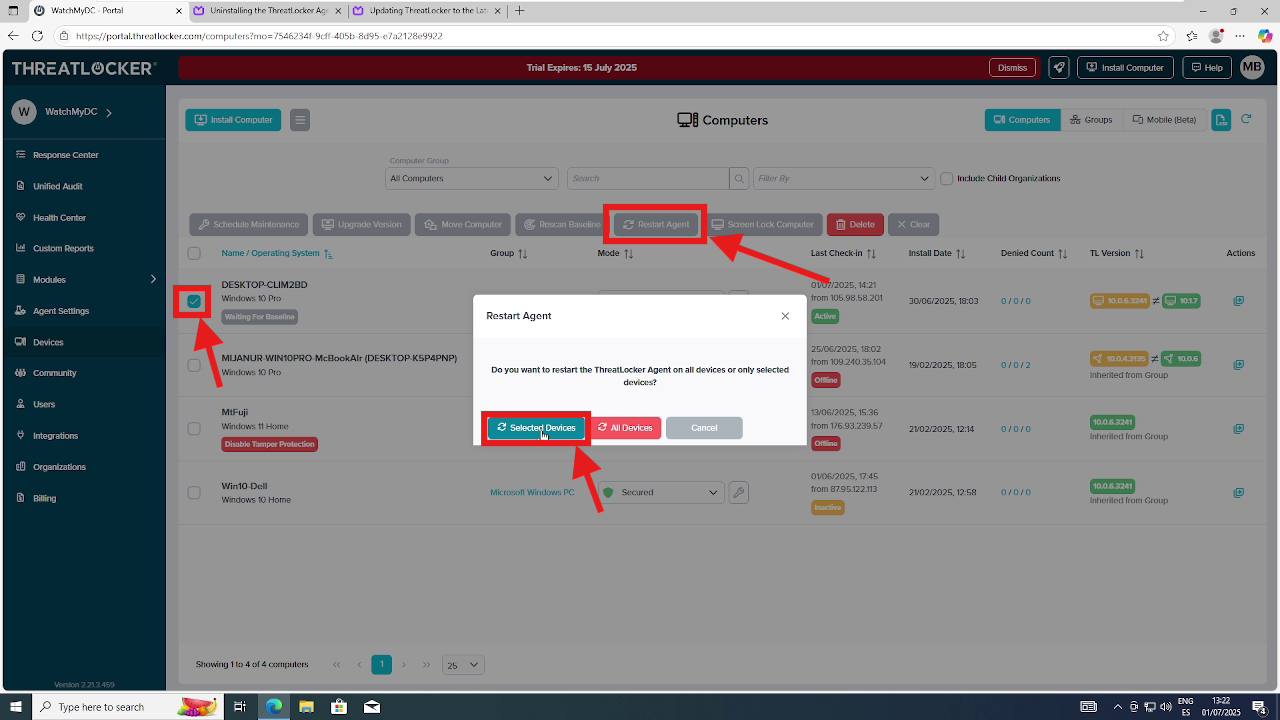 WatchMyDC - Portal
Uninstalling the ThreatLocker Age
Updating ThreatLocker to the Late
https://portal.threatlocker.com/computers?mo=7546234f-9cff-405b-8d95-e7a2128e9922
THREATLOCKER®
Trial Expires: 15 July 2025
Dismiss
Install Computer
Help
W
WatchMyDC
Response Center
Unified Audit
Health Center
Custom Reports
Modules
Agent Settings
Devices
Community
Users
Integrations
Organizations
Billing
Version 2.21.3.459
Install Computer
Computers
Computers
Groups
Mobile (Beta)
Computer Group
All Computers
Search
Filter By
Include Child Organizations
Schedule Maintenance
Upgrade Version
Move Computer
Rescan Baseline
Restart Agent
Screen Lock Computer
Delete
Clear
Name / Operating System
Group
Mode
Last Check-in
Install Date
Denied Count
TL Version
Actions
DESKTOP-CLIM2BD
Windows 10 Pro
Waiting For Baseline
01/07/2025, 14:21
from 105.98.58.201
Active
30/06/2025, 18:03
0 / 0 / 0
10.0.6.3241 ≠ 10.1.7
MIJANUR-WIN10PRO-McBookAIr (DESKTOP-K5P4PNP)
Windows 10 Pro
25/06/2025, 18:02
from 109.240.35.104
Offline
19/02/2025, 18:05
0 / 0 / 2
10.0.4.3135 ≠ 10.0.6
Inherited from Group
MtFuji
Windows 11 Home
Disable Tamper Protection
13/06/2025, 15:36
from 176.93.239.57
Offline
21/02/2025, 12:14
0 / 0 / 0
10.0.6.3241
Inherited from Group
Win10-Dell
Windows 10 Home
Microsoft Windows PC
Secured
01/06/2025, 17:45
from 87.95.122.113
Inactive
21/02/2025, 12:58
0 / 0 / 0
10.0.6.3241
Inherited from Group
Restart Agent
Do you want to restart the ThreatLocker Agent on all devices or only selected
devices?
Selected Devices
All Devices
Cancel
Showing 1 to 4 of 4 computers
1
25
Type here to search
ENG
ES
13:22
01/07/2025
2